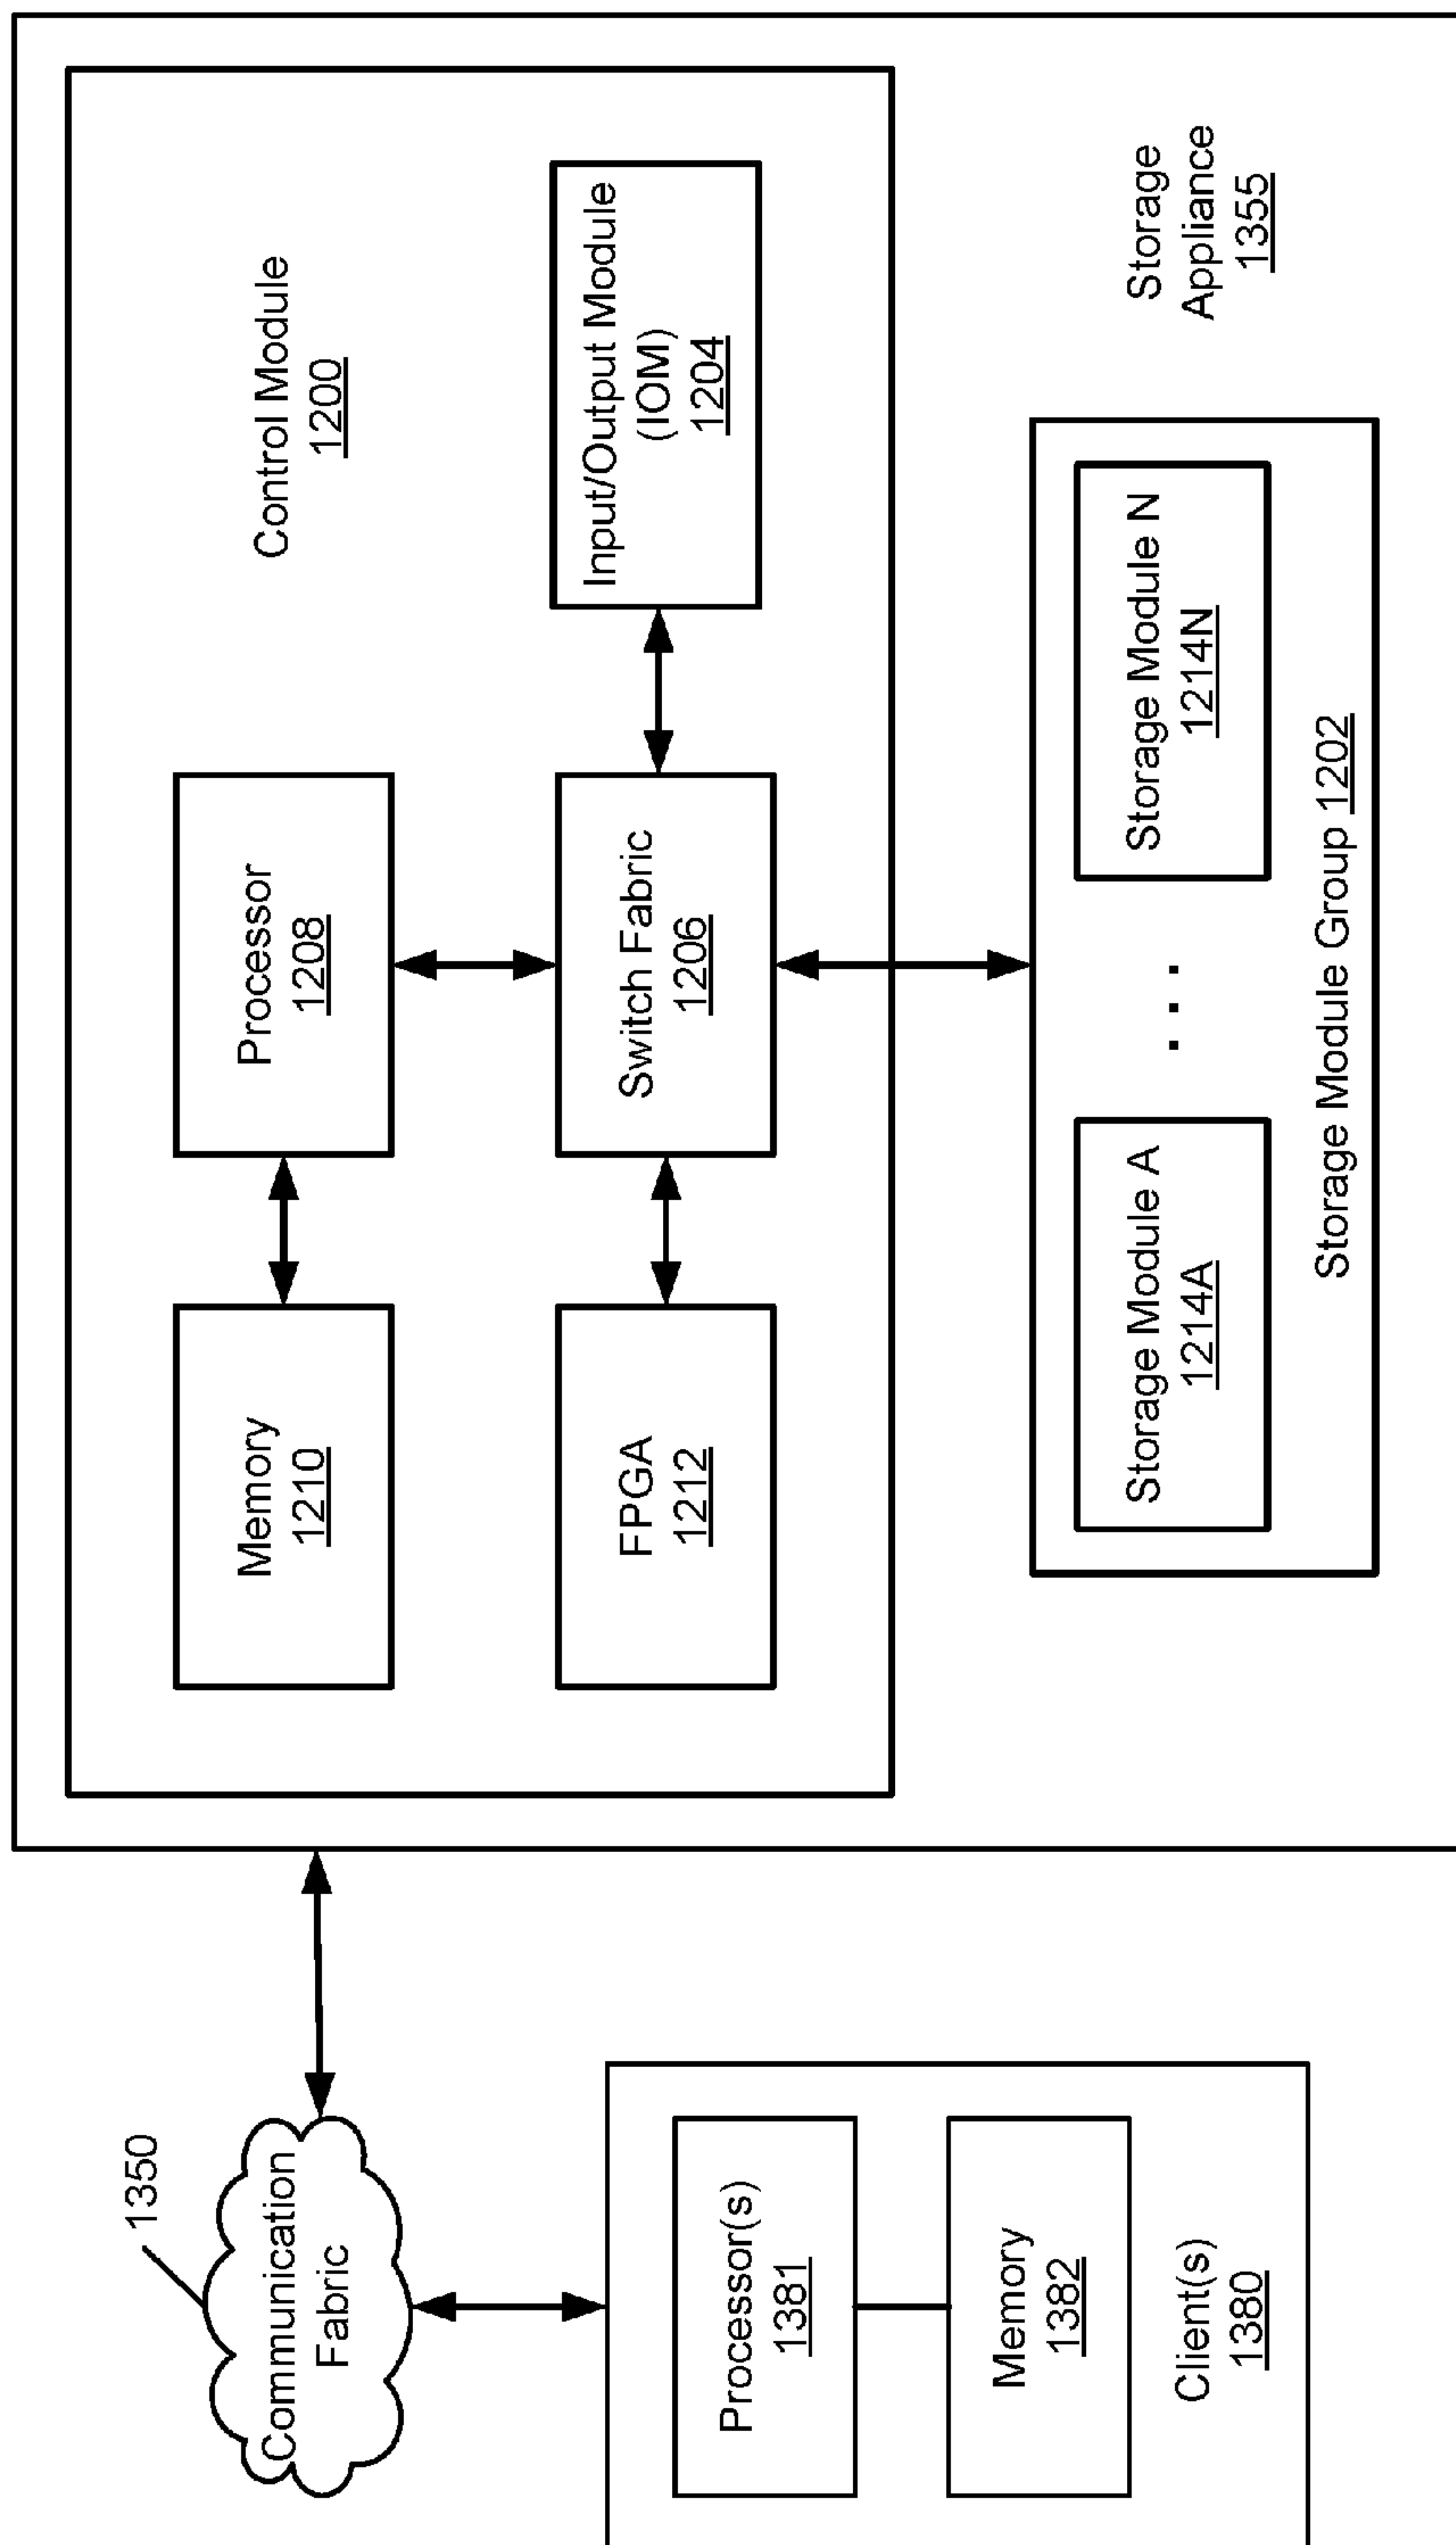 1350
Communication
Fabric
Processor(s)
1381
Memory
1382
Client(s)
1380
Control Module
1200
Memory
1210
Processor
1208
FPGA
1212
Switch Fabric
1206
Input/Output Module
(IOM)
1204
Storage Module A
1214A
. . .
Storage Module N
1214N
Storage Module Group 1202
Storage
Appliance
1355